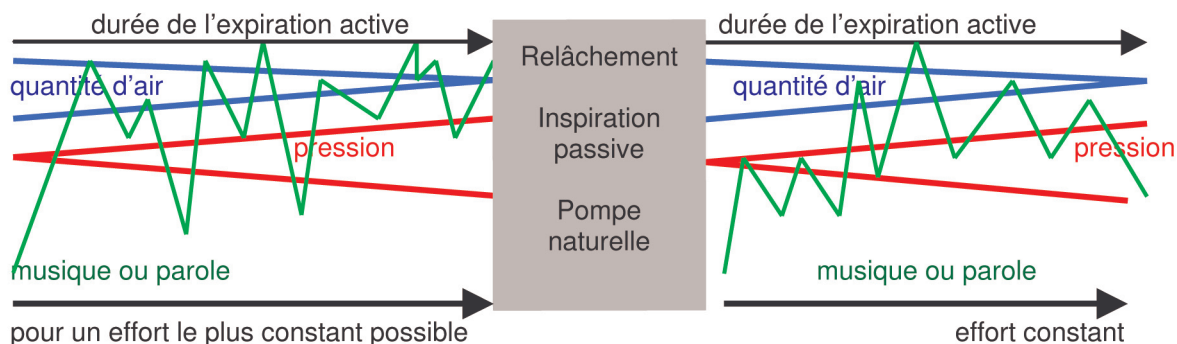 durée de l’expiration active
quantité d’air
pression
musique ou parole
pour un effort le plus constant possible
Relâchement
Inspiration
passive
Pompe
naturelle
durée de l’expiration active
quantité d’air
pression
musique ou parole
effort constant